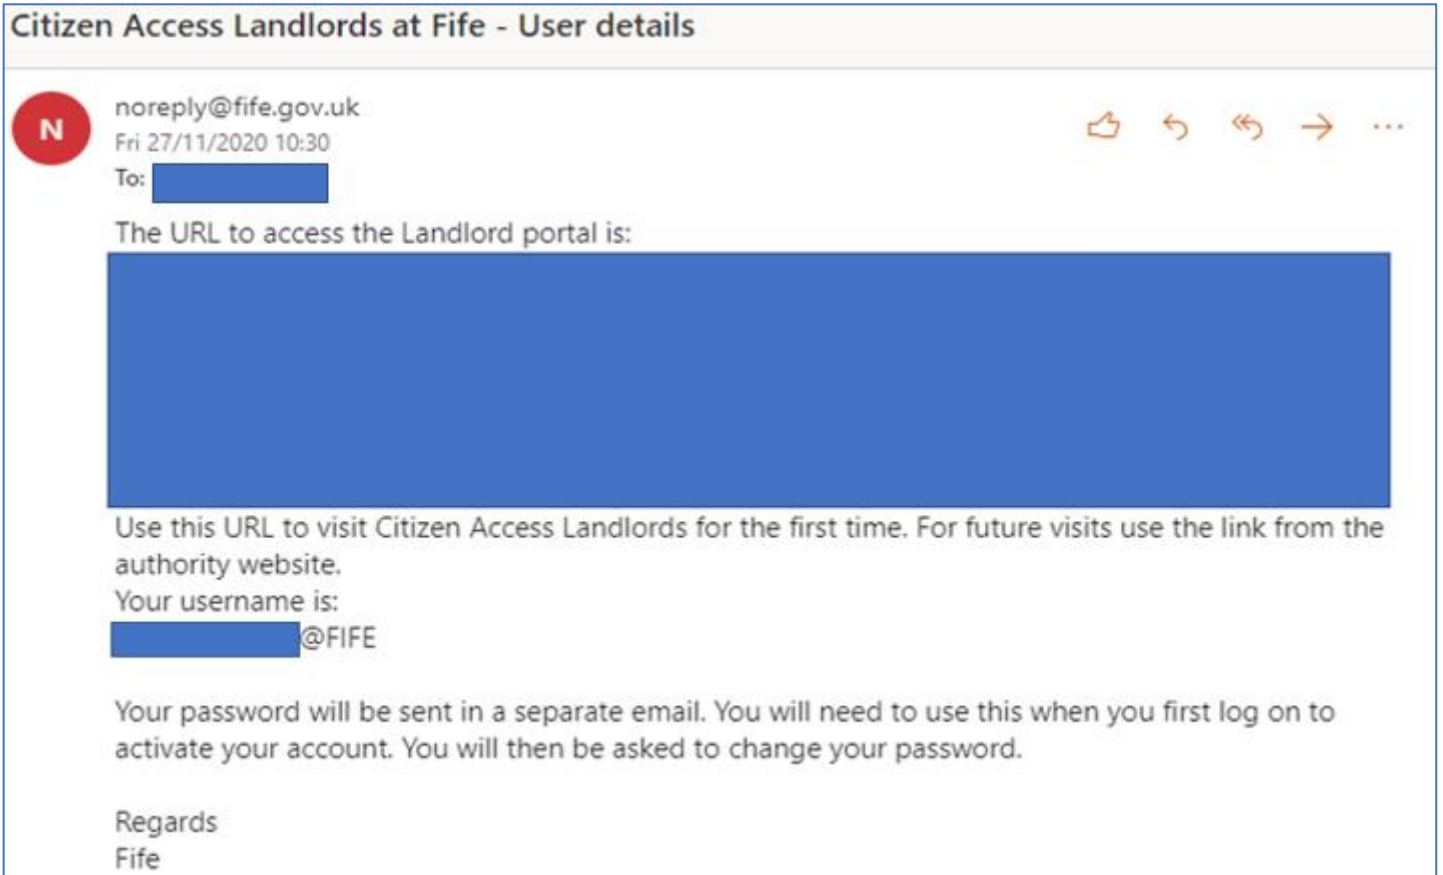 Citizen Access Landlords at Fife - User details
N
noreply@fife.gov.uk
Fri 27/11/2020 10:30
To:
The URL to access the Landlord portal is:
Use this URL to visit Citizen Access Landlords for the first time. For future visits use the link from the
authority website.
Your username is:
@FIFE
Your password will be sent in a separate email. You will need to use this when you first log on to
activate your account. You will then be asked to change your password.
Regards
Fife